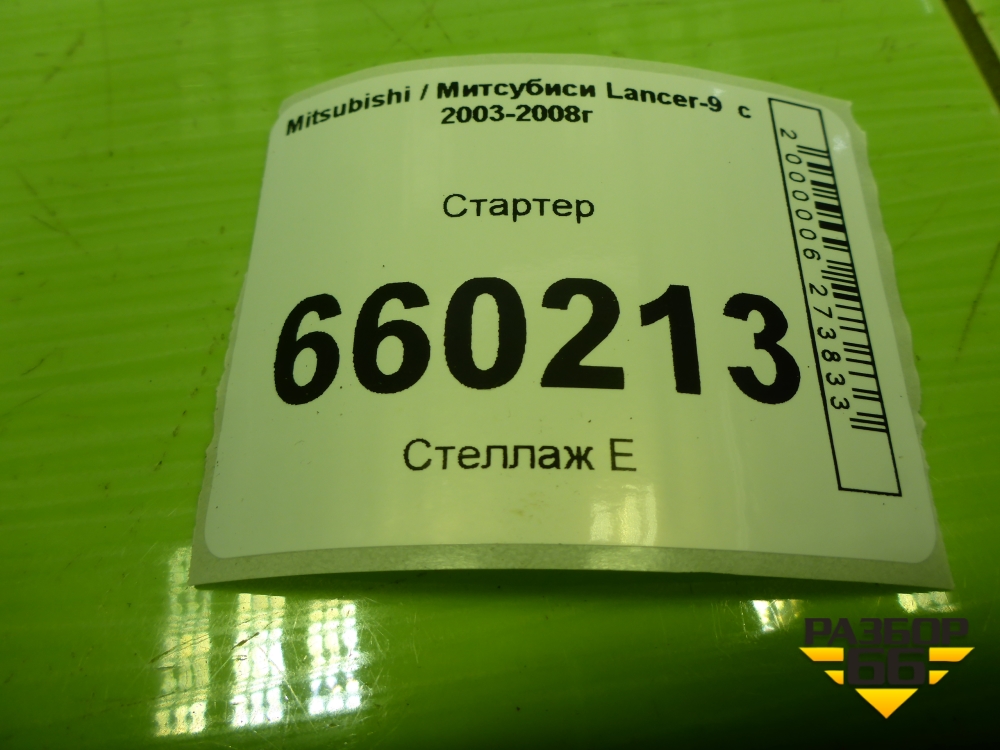 Mitsubishi / Митсубиси Lancer-9 с
2003-2008г
Стартер
660213
Стеллаж Е
2000006273833
РАЗБОР
66